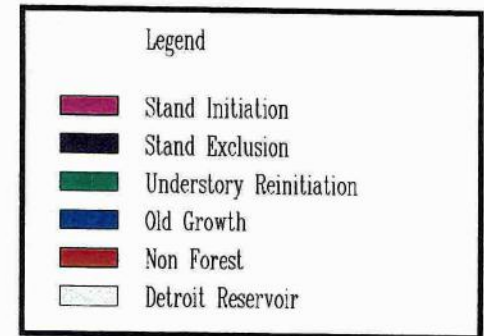 Legend
Stand Initiation
Stand Exclusion
Understory Reinitiation
Old Growth
Non Forest
Detroit Reservoir